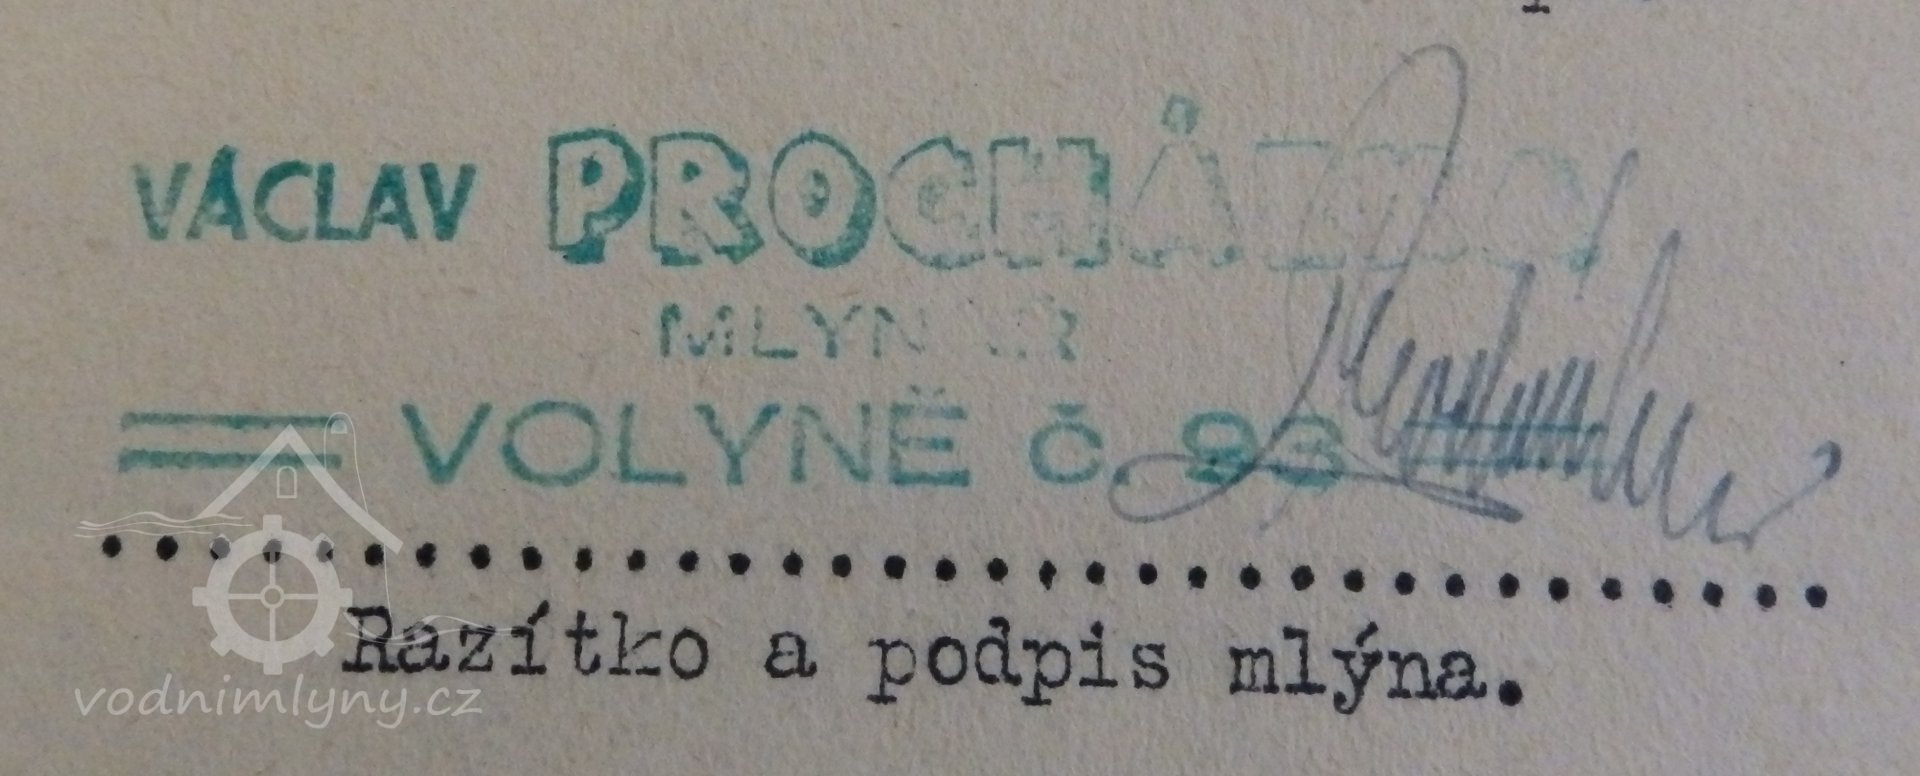 VÁCLAV PROCHÁZKA
MLYNÁŘ
VOLYNĚ č. 93
Razítko a podpis mlýna.
vodnimlyny.cz